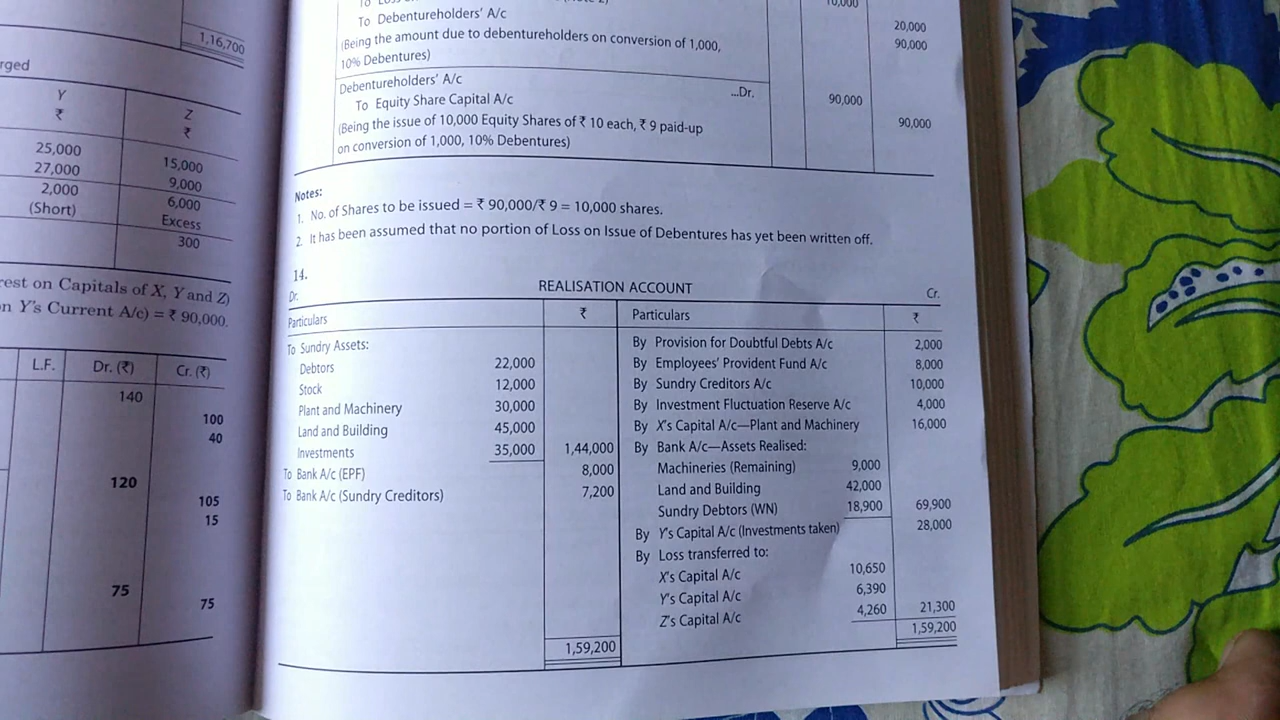 1,16,700
rged
Y Z
₹ ₹
25,000 15,000
27,000 9,000
2,000 6,000
(Short) Excess
300
rest on Capitals of X, Y and Z)
on Y's Current A/c) = ₹ 90,000.
L.F. Dr. (₹) Cr. (₹)
140
100
40
120
105
15
75
75
10,000
To Debentureholders' A/c 20,000
(Being the amount due to debentureholders on conversion of 1,000, 90,000
10% Debentures)
Debentureholders' A/c ...Dr. 90,000
To Equity Share Capital A/c 90,000
(Being the issue of 10,000 Equity Shares of ₹ 10 each, ₹ 9 paid-up
on conversion of 1,000, 10% Debentures)
Notes:
1. No. of Shares to be issued = ₹ 90,000/₹ 9 = 10,000 shares.
2. It has been assumed that no portion of Loss on Issue of Debentures has yet been written off.
14.
REALISATION ACCOUNT
Dr. Cr.
Particulars ₹ Particulars ₹
To Sundry Assets: By Provision for Doubtful Debts A/c 2,000
Debtors 22,000 By Employees' Provident Fund A/c 8,000
Stock 12,000 By Sundry Creditors A/c 10,000
Plant and Machinery 30,000 By Investment Fluctuation Reserve A/c 4,000
Land and Building 45,000 By X's Capital A/c—Plant and Machinery 16,000
Investments 35,000 1,44,000 By Bank A/c—Assets Realised:
To Bank A/c (EPF) 8,000 Machineries (Remaining) 9,000
To Bank A/c (Sundry Creditors) 7,200 Land and Building 42,000
Sundry Debtors (WN) 18,900 69,900
By Y's Capital A/c (Investments taken) 28,000
By Loss transferred to:
X's Capital A/c 10,650
Y's Capital A/c 6,390
Z's Capital A/c 4,260 21,300
1,59,200 1,59,200